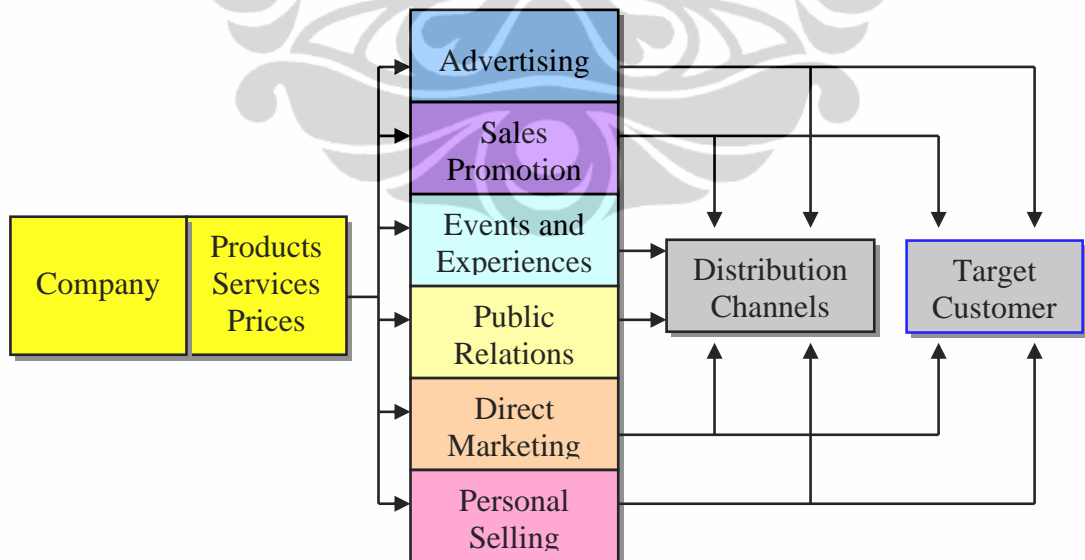 Company
Products
Services
Prices
Advertising
Sales
Promotion
Events and
Experiences
Public
Relations
Direct
Marketing
Personal
Selling
Distribution
Channels
Target
Customer